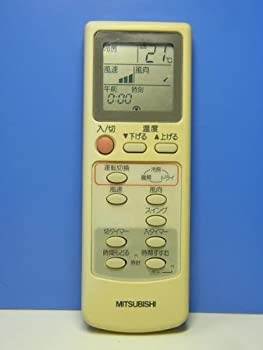 冷房 21℃
風速 風向
午前 時刻
0:00
入/切 温度
▼下げる ▲上げる
運転切換 冷房
暖房 ドライ
風速 風向
スイング
切タイマー 入タイマー
時間もどる 時間すすむ
時計
MITSUBISHI